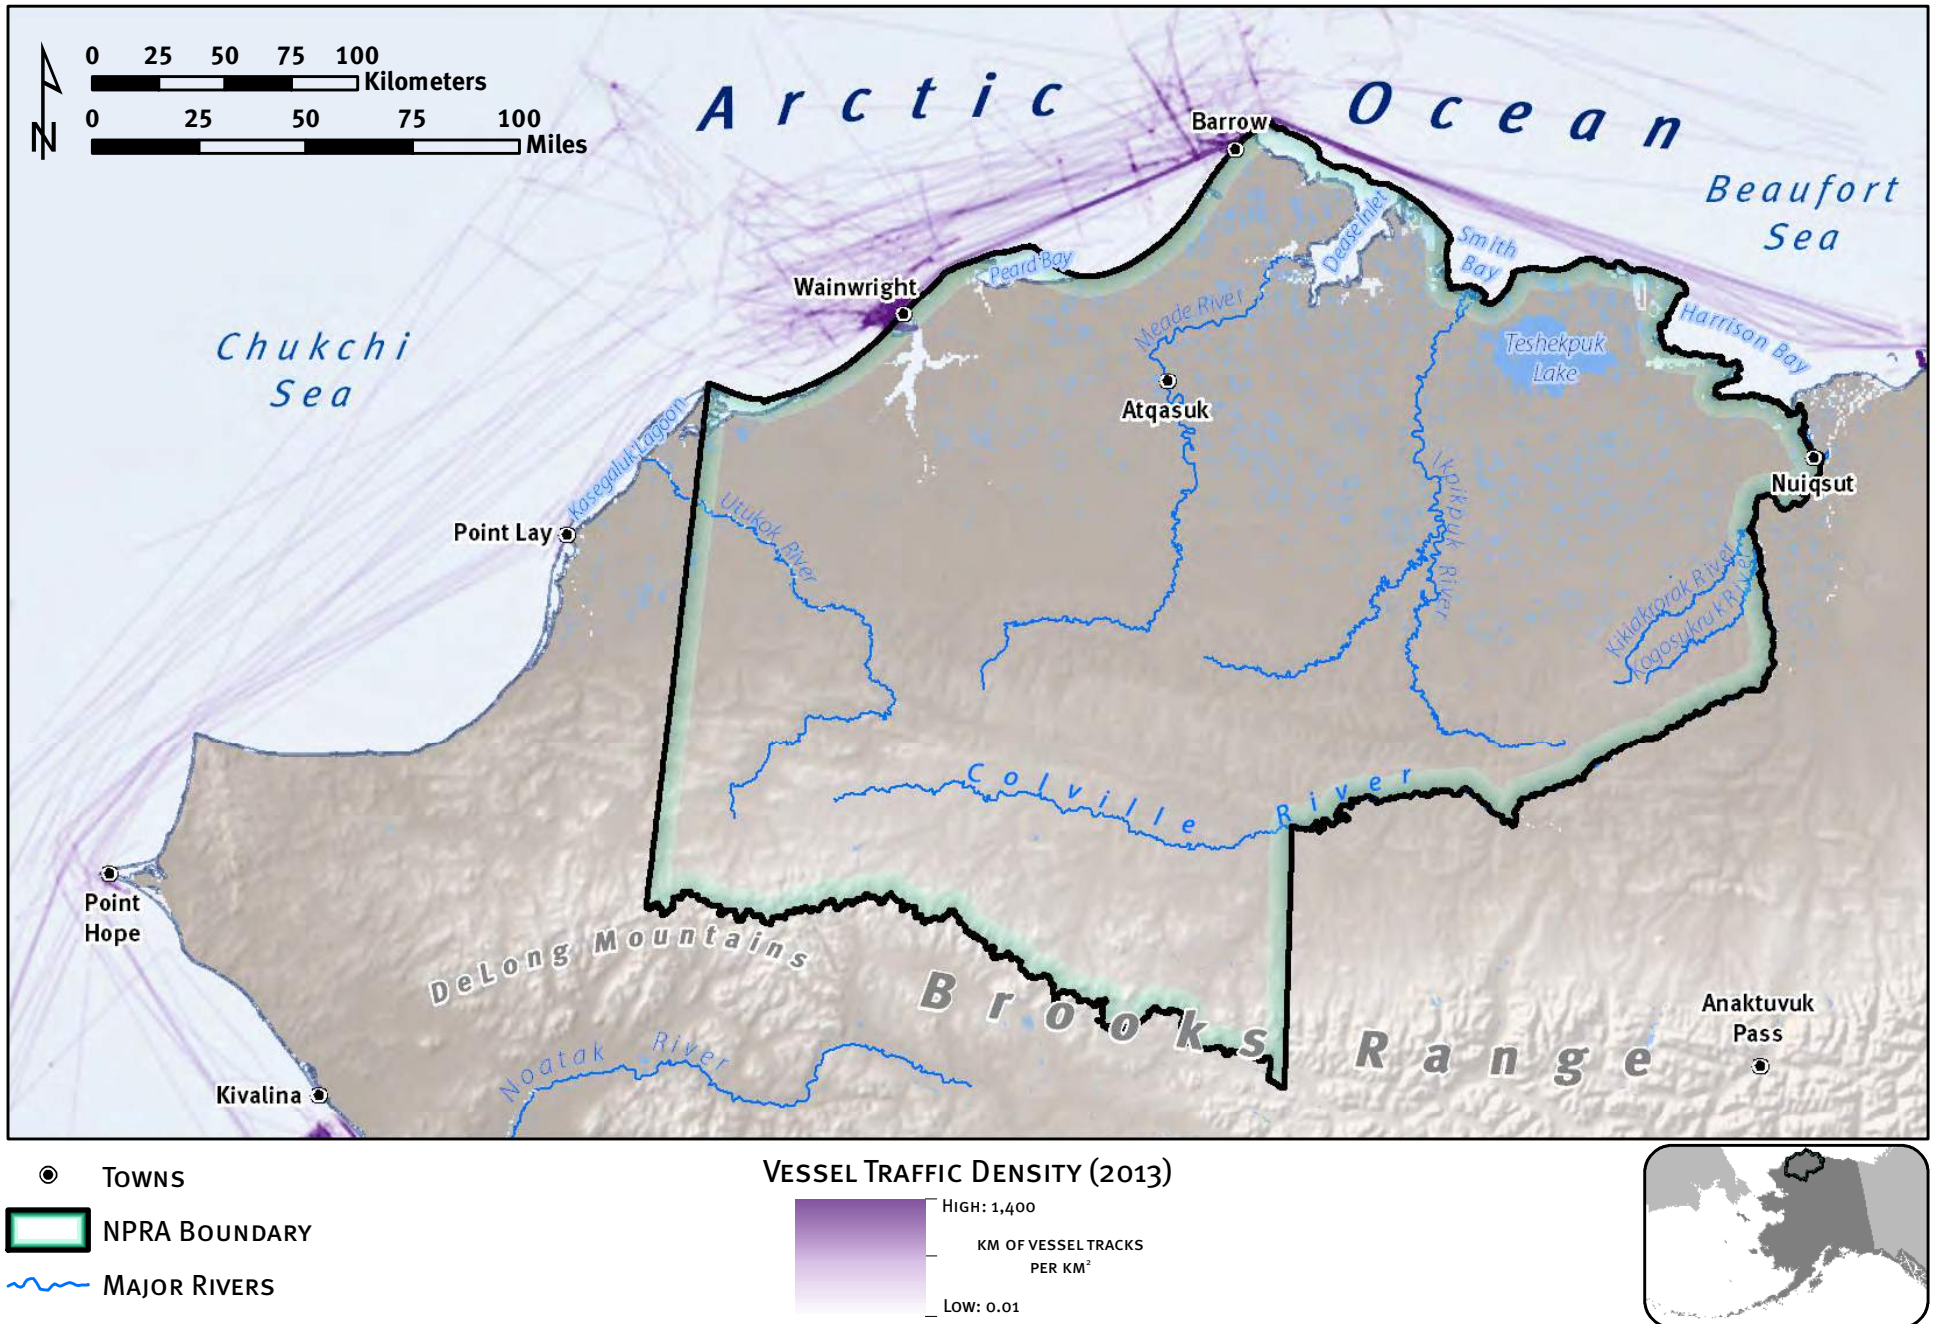 0 25 50 75 100
Kilometers
0 25 50 75 100
Miles
N
Arctic Ocean
Barrow
Beaufort
Sea
Dease Inlet
Smith
Bay
Peard Bay
Wainwright
Meade River
Harrison Bay
Teshekpuk
Lake
Chukchi
Sea
Atqasuk
Kasegaluk Lagoon
Ikpikpuk River
Nuiqsut
Point Lay
Utukok River
Kikiakrorak River
Kogosukruk River
Colville River
Point
Hope
DeLong Mountains
Brooks Range
Anaktuvuk
Pass
Noatak River
Kivalina
Towns
NPRA Boundary
Major Rivers
Vessel Traffic Density (2013)
High: 1,400
km of vessel tracks
per km²
Low: 0.01